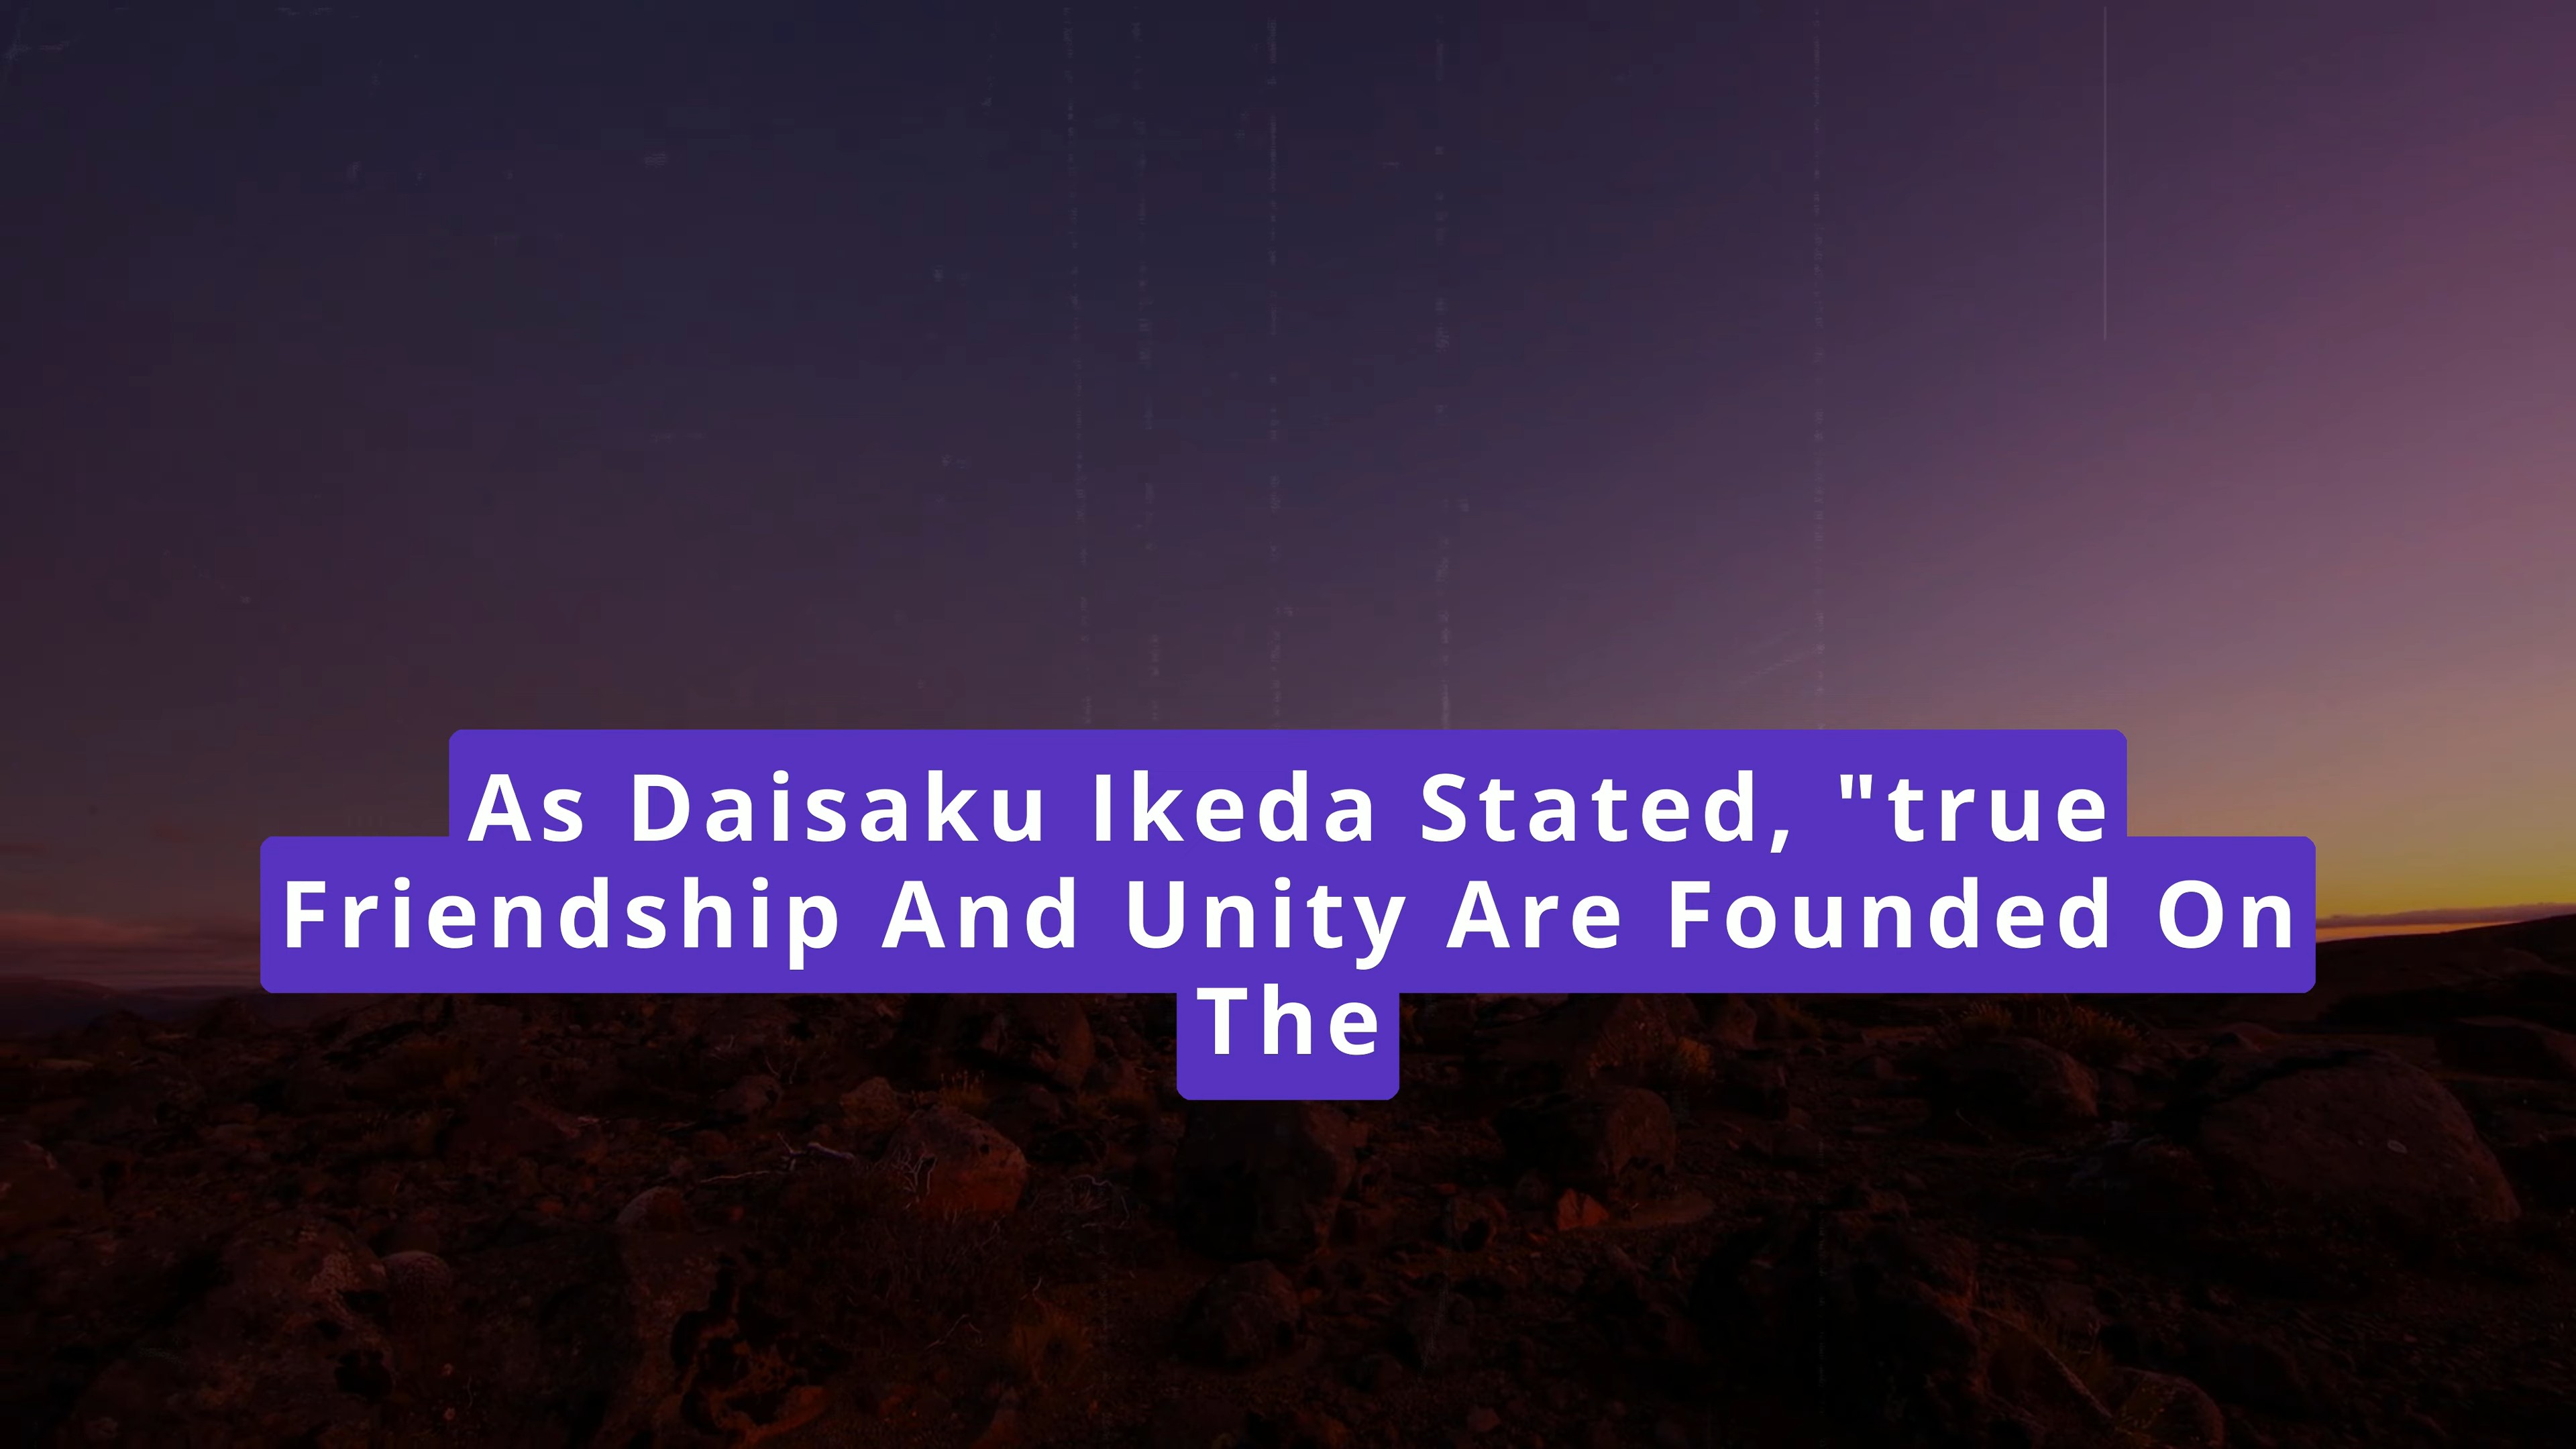 As Daisaku Ikeda Stated, "true
Friendship And Unity Are Founded On
The